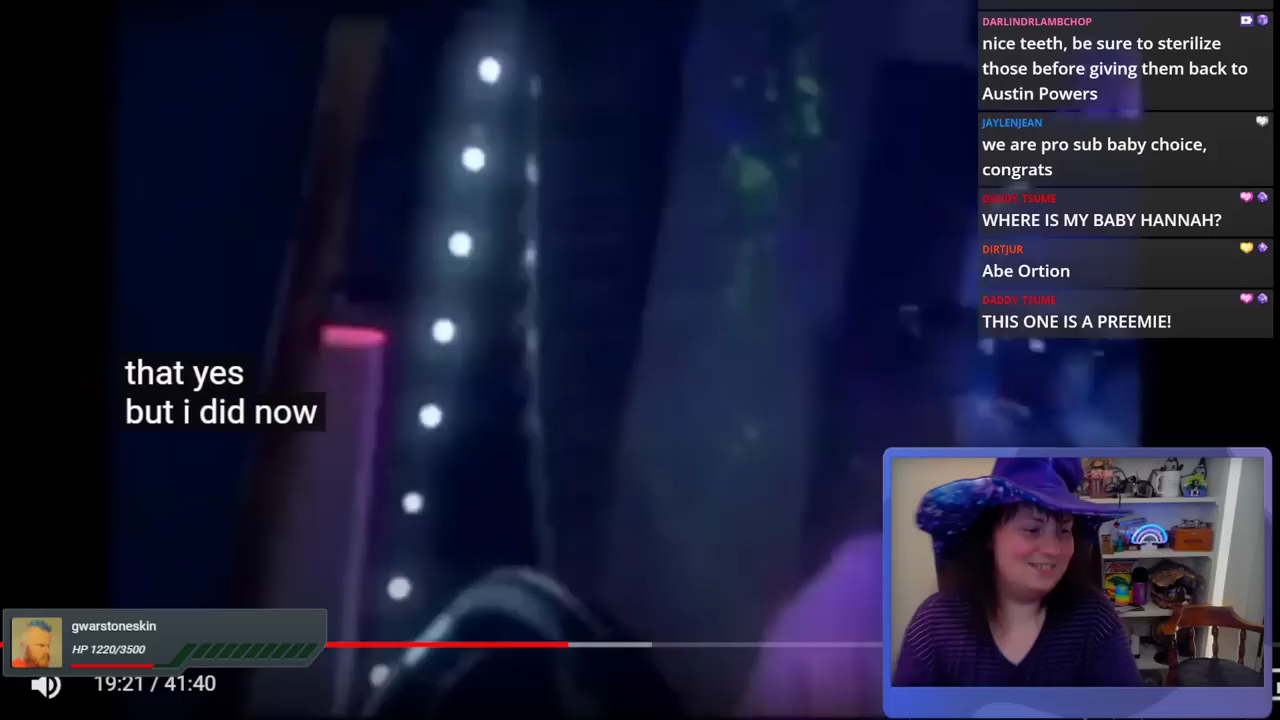 DARLINDRLAMBCHOP
nice teeth, be sure to sterilize
those before giving them back to
Austin Powers
JAYLENJEAN
we are pro sub baby choice,
congrats
DADDY TSUME
WHERE IS MY BABY HANNAH?
DIRTJUR
Abe Ortion
DADDY TSUME
THIS ONE IS A PREEMIE!
that yes
but i did now
gwarstoneskin
HP 1220/3500
19:21 / 41:40